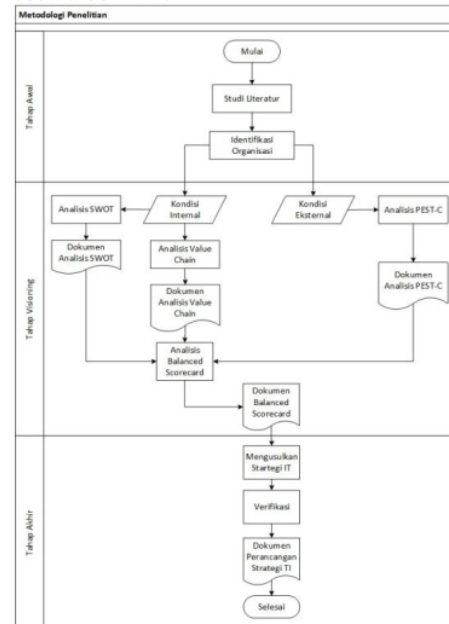 Metodologi Penelitian
Tahap Awal
Mulai
Studi Literatur
Identifikasi
Organisasi
Tahap Visioning
Analisis SWOT
Kondisi
Internal
Kondisi
Eksternal
Analisis PEST-C
Dokumen
Analisis SWOT
Analisis Value
Chain
Dokumen
Analisis Value
Chain
Dokumen
Analisis PEST-C
Analisis
Balanced
Scorecard
Dokumen
Balanced
Scorecard
Tahap Akhir
Mengusulkan
Startegi IT
Verifikasi
Dokumen
Perancangan
Strategi TI
Selesai